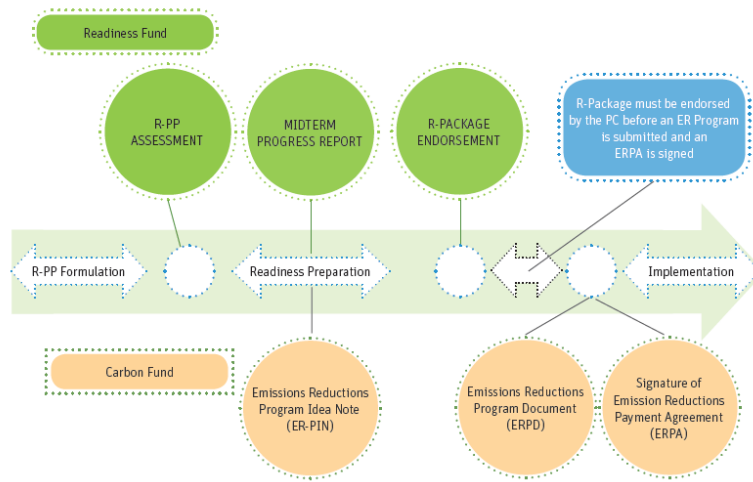 Readiness Fund
R-PP
ASSESSMENT
MIDTERM
PROGRESS REPORT
R-PACKAGE
ENDORSEMENT
R-Package must be endorsed
by the PC before an ER Program
is submitted and an
ERPA is signed
R-PP Formulation
Readiness Preparation
Implementation
Carbon Fund
Emissions Reductions
Program Idea Note
(ER-PIN)
Emissions Reductions
Program Document
(ERPD)
Signature of
Emission Reductions
Payment Agreement
(ERPA)